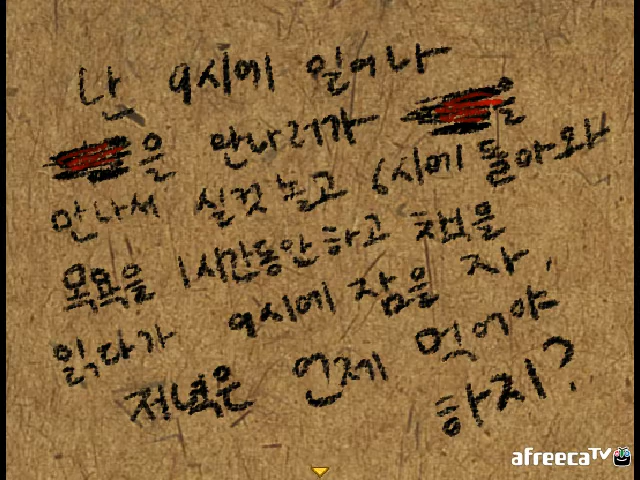 난 9시에 일어나
을 만나러가 을
만나서 실컷 놀고 6시에 돌아와
목욕을 1시간동안 하고 책을
읽다가 9시에 잠을 자,
저녁은 언제 먹어야
하지?
afreecaTV